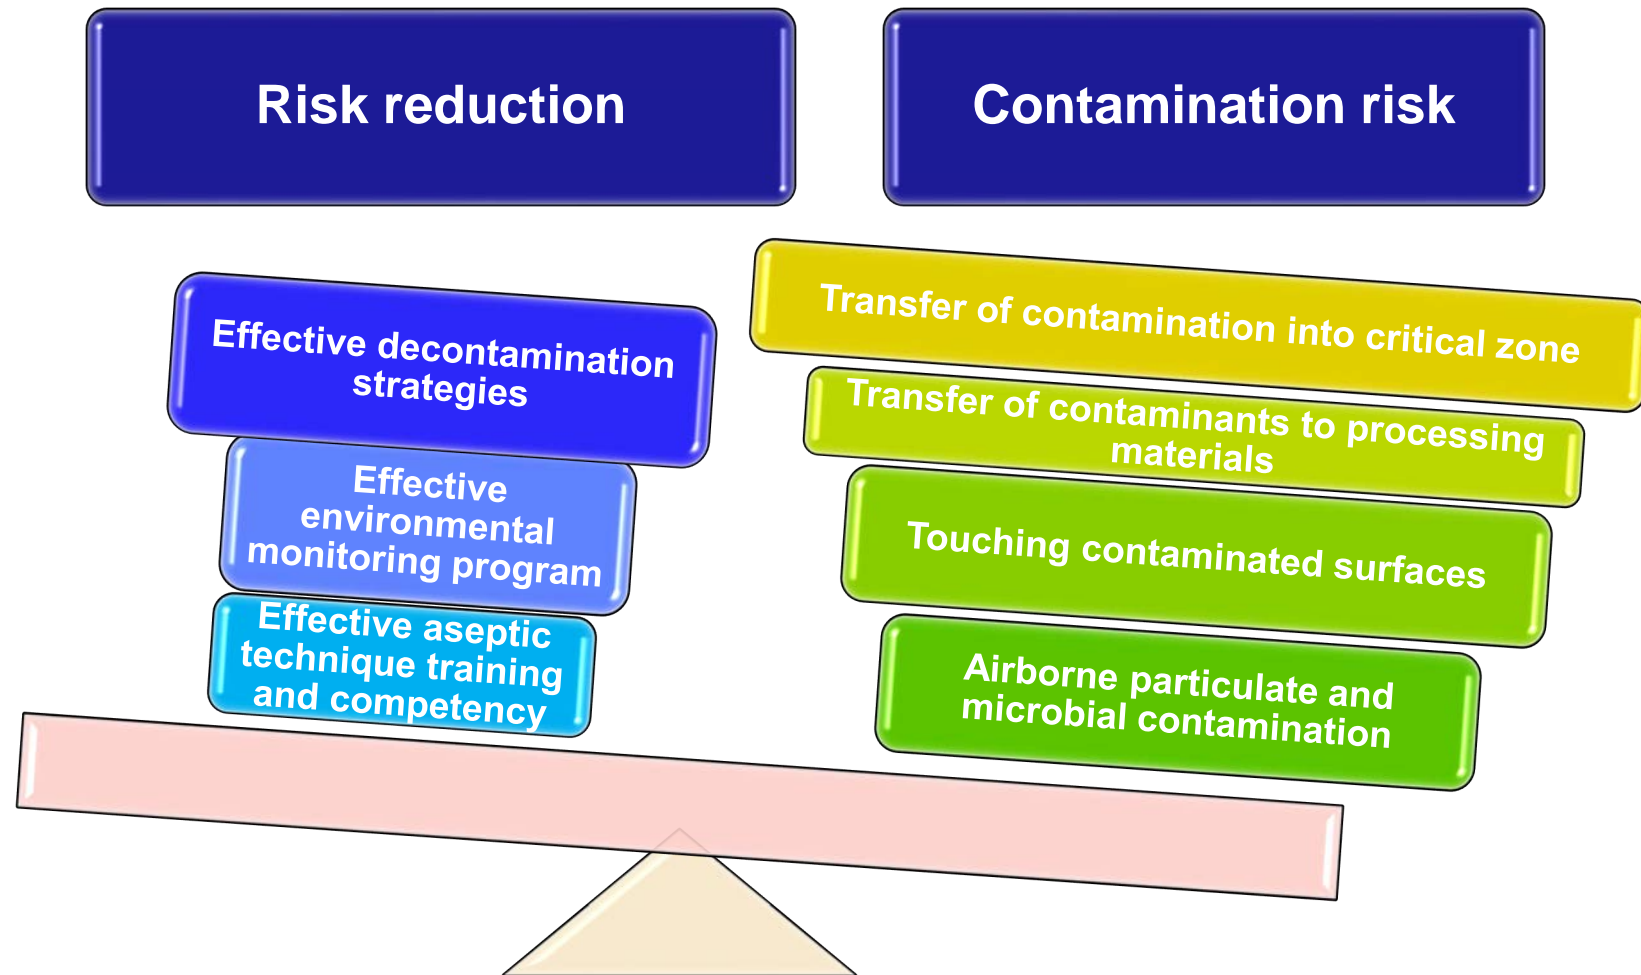 Risk reduction
Contamination risk
Effective decontamination
strategies
Effective
environmental
monitoring program
Effective aseptic
technique training
and competency
Transfer of contamination into critical zone
Transfer of contaminants to processing
materials
Touching contaminated surfaces
Airborne particulate and
microbial contamination